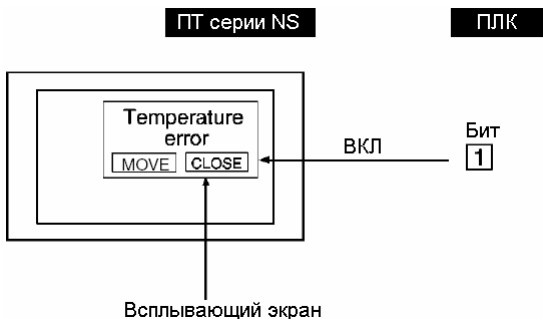 ПТ серии NS
ПЛК
Temperature
error
MOVE CLOSE
ВКЛ
Бит
1
Всплывающий экран